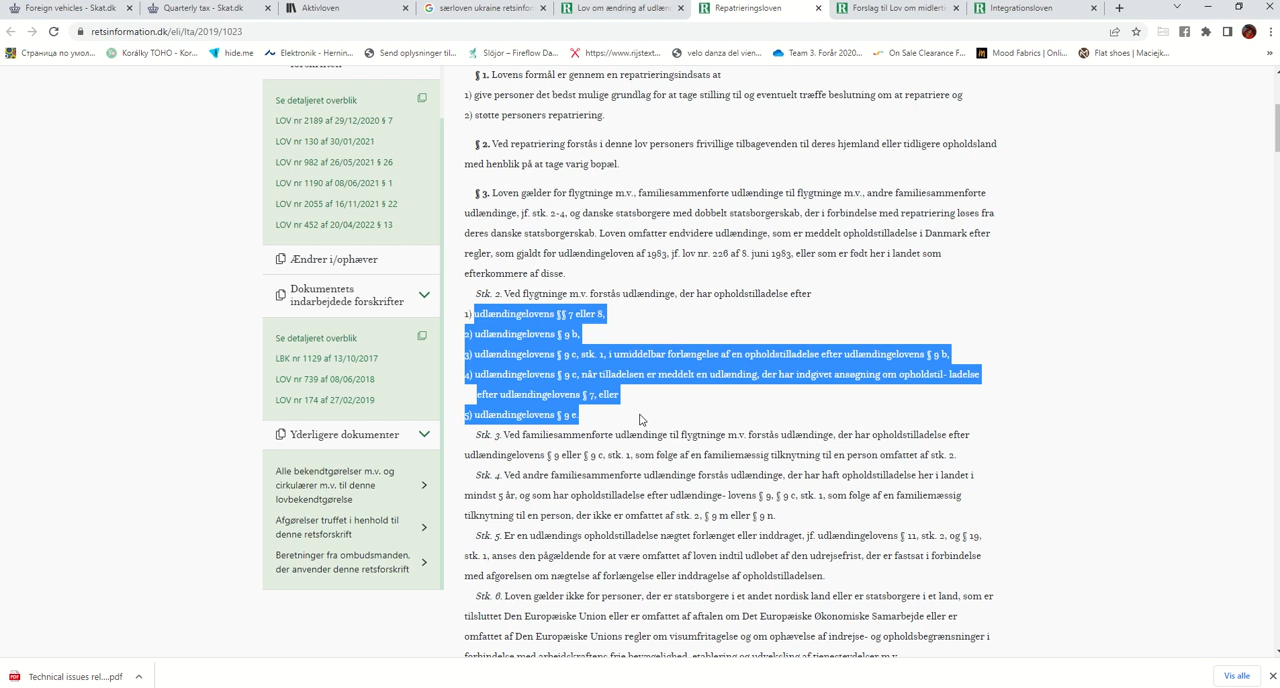 Foreign vehicles - Skat.dk
Quarterly tax - Skat.dk
Aktivloven
særloven ukraine retsinfor
Lov om ændring af udlæn
Repatrieringsloven
Forslag til Lov om midlerti
Integrationsloven
retsinformation.dk/eli/lta/2019/1023
Страница по умол...
Korálky TOHO - Kor...
hide.me
Elektronik - Hernin...
Send oplysninger til...
Slöjor – Fireflow Da...
https://www.rijstext...
velo danza del vien...
Team 3. Forår 2020...
On Sale Clearance F...
Mood Fabrics | Onli...
Flat shoes | Maciejk...
»
forskriften
Se detaljeret overblik
LOV nr 2189 af 29/12/2020 § 7
LOV nr 130 af 30/01/2021
LOV nr 982 af 26/05/2021 § 26
LOV nr 1190 af 08/06/2021 § 1
LOV nr 2055 af 16/11/2021 § 22
LOV nr 452 af 20/04/2022 § 13
Ændrer i/ophæver
Dokumentets
indarbejdede forskrifter
Se detaljeret overblik
LBK nr 1129 af 13/10/2017
LOV nr 739 af 08/06/2018
LOV nr 174 af 27/02/2019
Yderligere dokumenter
Alle bekendtgørelser m.v. og
cirkulærer m.v. til denne
lovbekendtgørelse
Afgørelser truffet i henhold til
denne retsforskrift
Beretninger fra ombudsmanden,
der anvender denne retsforskrift
§ 1. Lovens formål er gennem en repatrieringsindsats at
1) give personer det bedst mulige grundlag for at tage stilling til og eventuelt træffe beslutning om at repatriere og
2) støtte personers repatriering.
§ 2. Ved repatriering forstås i denne lov personers frivillige tilbagevenden til deres hjemland eller tidligere opholdsland
med henblik på at tage varig bopæl.
§ 3. Loven gælder for flygtninge m.v., familiesammenførte udlændinge til flygtninge m.v., andre familiesammenførte
udlændinge, jf. stk. 2-4, og danske statsborgere med dobbelt statsborgerskab, der i forbindelse med repatriering løses fra
deres danske statsborgerskab. Loven omfatter endvidere udlændinge, som er meddelt opholdstilladelse i Danmark efter
regler, som gjaldt før udlændingeloven af 1983, jf. lov nr. 226 af 8. juni 1983, eller som er født her i landet som
efterkommere af disse.
Stk. 2. Ved flygtninge m.v. forstås udlændinge, der har opholdstilladelse efter
1) udlændingelovens §§ 7 eller 8,
2) udlændingelovens § 9 b,
3) udlændingelovens § 9 c, stk. 1, i umiddelbar forlængelse af en opholdstilladelse efter udlændingelovens § 9 b,
4) udlændingelovens § 9 c, når tilladelsen er meddelt en udlænding, der har indgivet ansøgning om opholdstil- ladelse
efter udlændingelovens § 7, eller
5) udlændingelovens § 9 e.
Stk. 3. Ved familiesammenførte udlændinge til flygtninge m.v. forstås udlændinge, der har opholdstilladelse efter
udlændingelovens § 9 eller § 9 c, stk. 1, som følge af en familiemæssig tilknytning til en person omfattet af stk. 2.
Stk. 4. Ved andre familiesammenførte udlændinge forstås udlændinge, der har haft opholdstilladelse her i landet i
mindst 5 år, og som har opholdstilladelse efter udlændinge- lovens § 9, § 9 c, stk. 1, som følge af en familiemæssig
tilknytning til en person, der ikke er omfattet af stk. 2, § 9 m eller § 9 n.
Stk. 5. Er en udlændings opholdstilladelse nægtet forlænget eller inddraget, jf. udlændingelovens § 11, stk. 2, og § 19,
stk. 1, anses den pågældende for at være omfattet af loven indtil udløbet af den udrejsefrist, der er fastsat i forbindelse
med afgørelsen om nægtelse af forlængelse eller inddragelse af opholdstilladelsen.
Stk. 6. Loven gælder ikke for personer, der er statsborgere i et andet nordisk land eller er statsborgere i et land, som er
tilsluttet Den Europæiske Union eller er omfattet af aftalen om Det Europæiske Økonomiske Samarbejde eller er
omfattet af Den Europæiske Unions regler om visumfritagelse og om ophævelse af indrejse- og opholdsbegrænsninger i
forbindelse med arbejdskraftens frie bevægelighed, etablering og udveksling af tjenesteydelser m.v.
Technical issues rel....pdf
Vis alle